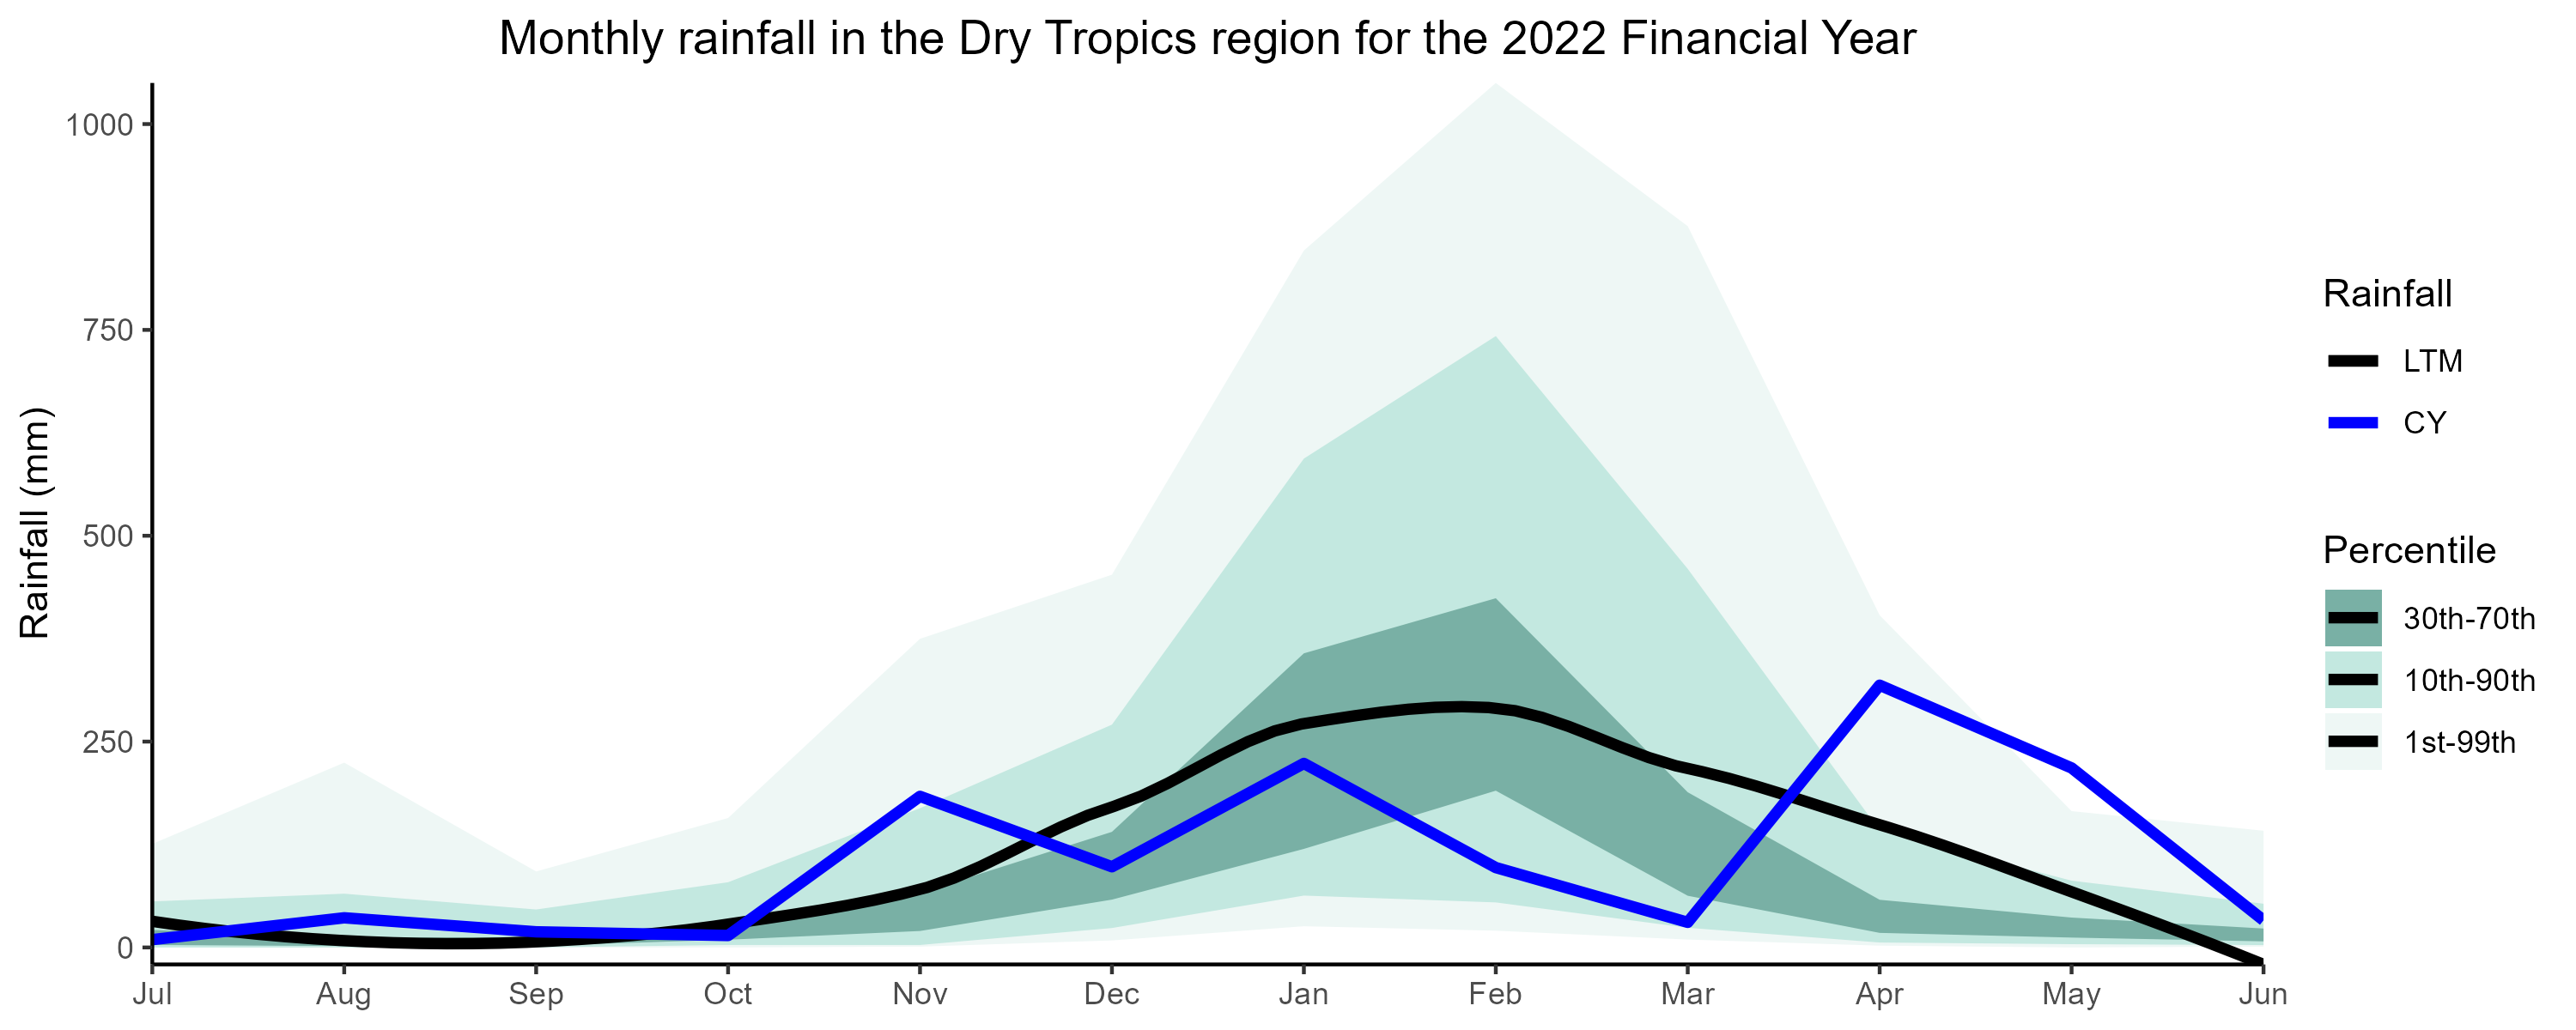 Monthly rainfall in the Dry Tropics region for the 2022 Financial Year
Rainfall (mm)
1000
750
500
250
0
Jul Aug Sep Oct Nov Dec Jan Feb Mar Apr May Jun
Rainfall
LTM
CY
Percentile
30th-70th
10th-90th
1st-99th